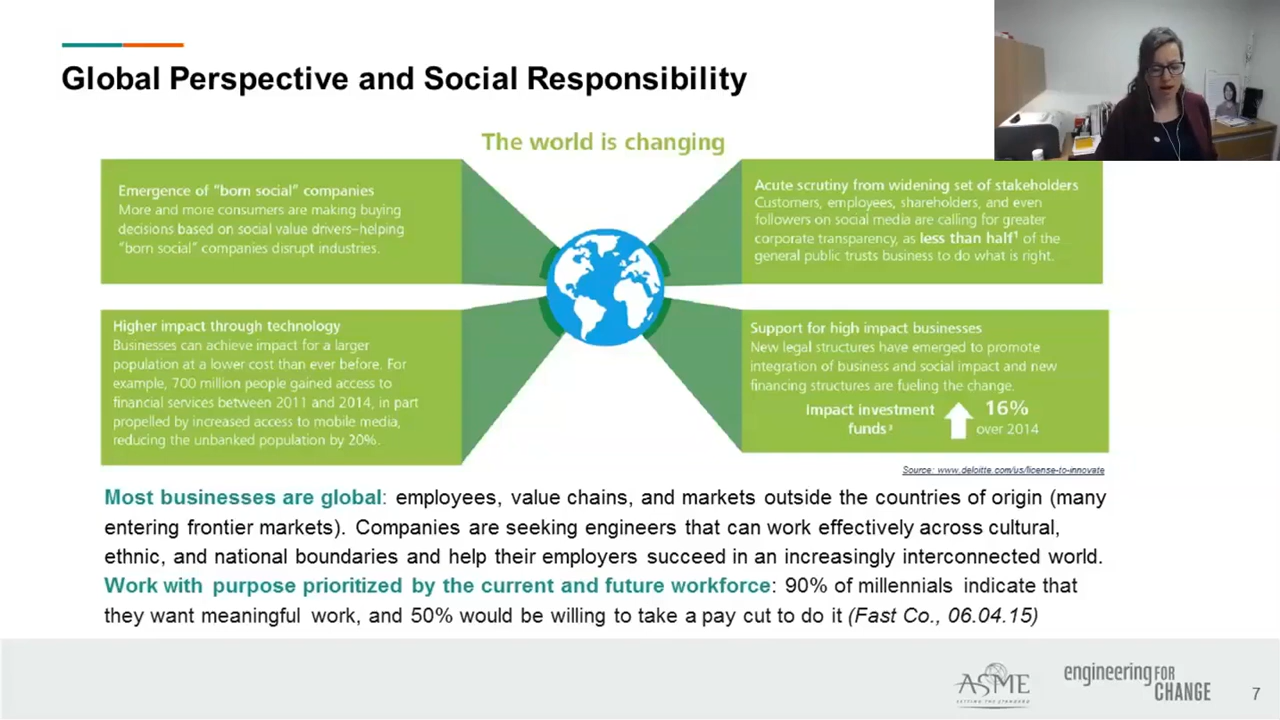 Global Perspective and Social Responsibility
The world is changing
Emergence of “born social” companies
More and more consumers are making buying
decisions based on social value drivers–helping
“born social” companies disrupt industries.
Acute scrutiny from widening set of stakeholders
Customers, employees, shareholders, and even
followers on social media are calling for greater
corporate transparency, as less than half¹ of the
general public trusts business to do what is right.
Higher impact through technology
Businesses can achieve impact for a larger
population at a lower cost than ever before. For
example, 700 million people gained access to
financial services between 2011 and 2014, in part
propelled by increased access to mobile media,
reducing the unbanked population by 20%.
Support for high impact businesses
New legal structures have emerged to promote
integration of business and social impact and new
financing structures are fueling the change.
Impact investment
funds³
16%
over 2014
Source: www.deloitte.com/us/license-to-innovate
Most businesses are global: employees, value chains, and markets outside the countries of origin (many
entering frontier markets). Companies are seeking engineers that can work effectively across cultural,
ethnic, and national boundaries and help their employers succeed in an increasingly interconnected world.
Work with purpose prioritized by the current and future workforce: 90% of millennials indicate that
they want meaningful work, and 50% would be willing to take a pay cut to do it (Fast Co., 06.04.15)
ASME
SETTING THE STANDARD
engineering FOR
CHANGE
7